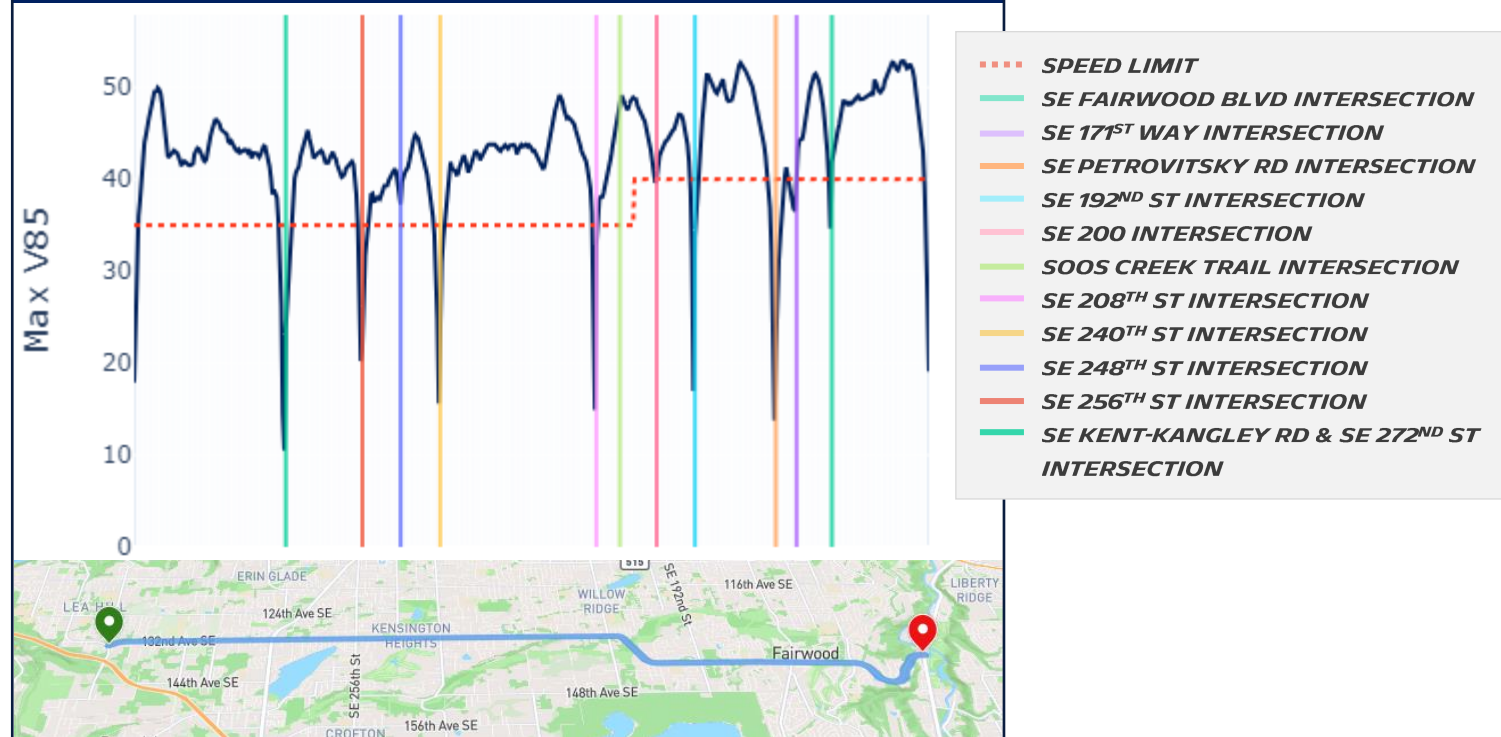 50
40
30
20
10
0
Max V85
SPEED LIMIT
SE FAIRWOOD BLVD INTERSECTION
SE 171ST WAY INTERSECTION
SE PETROVITSKY RD INTERSECTION
SE 192ND ST INTERSECTION
SE 200 INTERSECTION
SOOS CREEK TRAIL INTERSECTION
SE 208TH ST INTERSECTION
SE 240TH ST INTERSECTION
SE 248TH ST INTERSECTION
SE 256TH ST INTERSECTION
SE KENT-KANGLEY RD & SE 272ND ST
INTERSECTION
515
ERIN GLADE
SE 192nd St
116th Ave SE
LIBERTY
RIDGE
WILLOW
RIDGE
LEA HILL
124th Ave SE
132nd Ave SE
KENSINGTON
HEIGHTS
Fairwood
144th Ave SE
SE 256th St
148th Ave SE
156th Ave SE
CROFTON